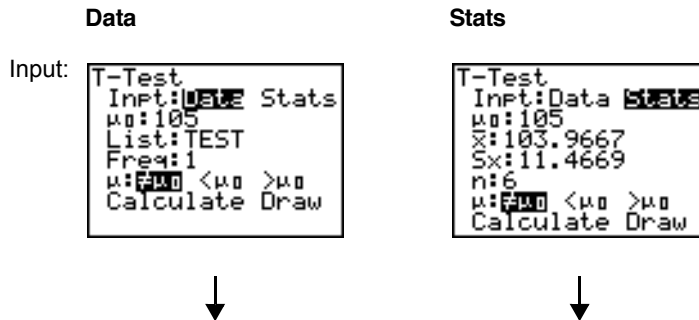 Data
Stats
Input:
T-Test
Inpt:Data Stats
μ0:105
List:TEST
Freq:1
μ:≠μ0 <μ0 >μ0
Calculate Draw
T-Test
Inpt:Data Stats
μ0:105
x̄:103.9667
Sx:11.4669
n:6
μ:≠μ0 <μ0 >μ0
Calculate Draw